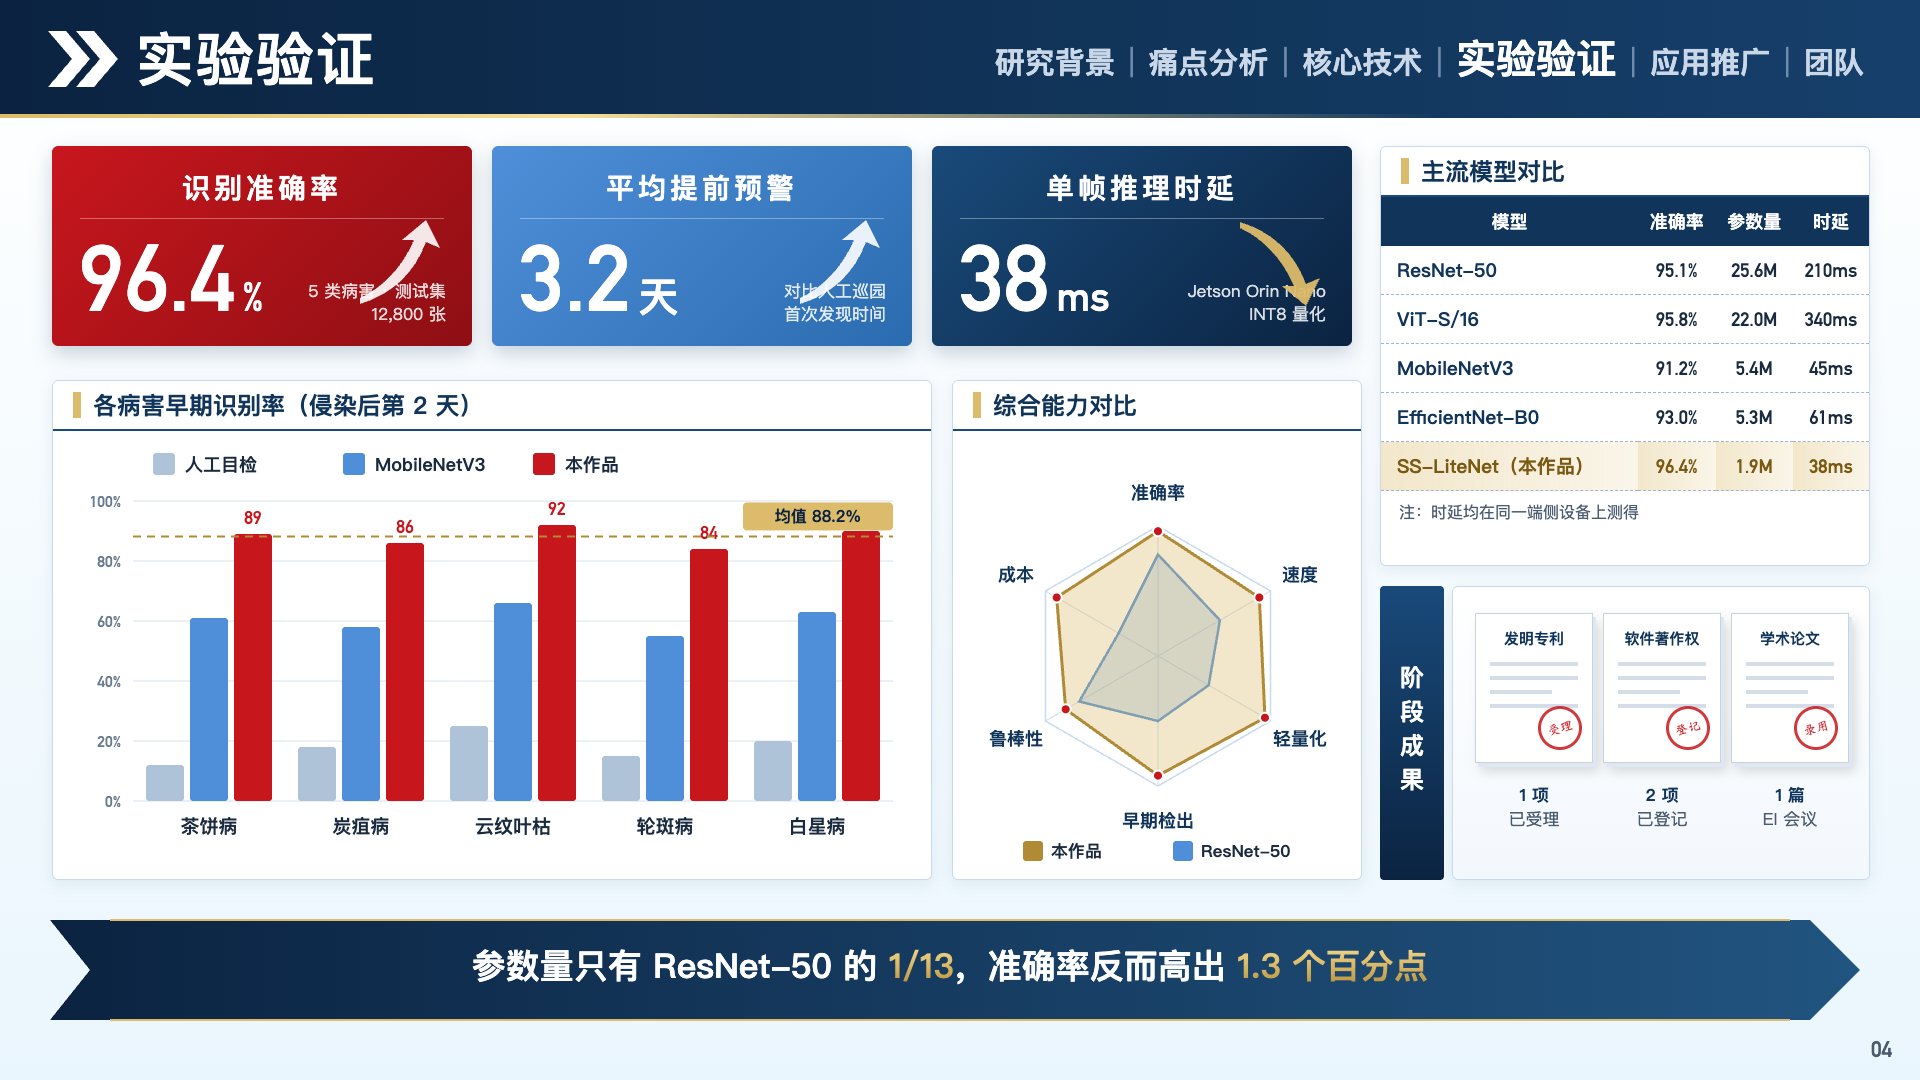 实验验证
研究背景 | 痛点分析 | 核心技术 | 实验验证 | 应用推广 | 团队
识别准确率
96.4%
5 类病害 测试集
12,800 张
平均提前预警
3.2 天
对比人工巡园
首次发现时间
单帧推理时延
38 ms
Jetson Orin Nano
INT8 量化
主流模型对比
模型 准确率 参数量 时延
ResNet-50 95.1% 25.6M 210ms
ViT-S/16 95.8% 22.0M 340ms
MobileNetV3 91.2% 5.4M 45ms
EfficientNet-B0 93.0% 5.3M 61ms
SS-LiteNet（本作品） 96.4% 1.9M 38ms
注：时延均在同一端侧设备上测得
各病害早期识别率（侵染后第 2 天）
人工目检 MobileNetV3 本作品
100%
80%
60%
40%
20%
0%
89
86
92
84
均值 88.2%
茶饼病 炭疽病 云纹叶枯 轮斑病 白星病
综合能力对比
准确率
速度
轻量化
早期检出
鲁棒性
成本
本作品 ResNet-50
阶段成果
发明专利
受理
1 项
已受理
软件著作权
登记
2 项
已登记
学术论文
录用
1 篇
EI 会议
参数量只有 ResNet-50 的 1/13，准确率反而高出 1.3 个百分点
04